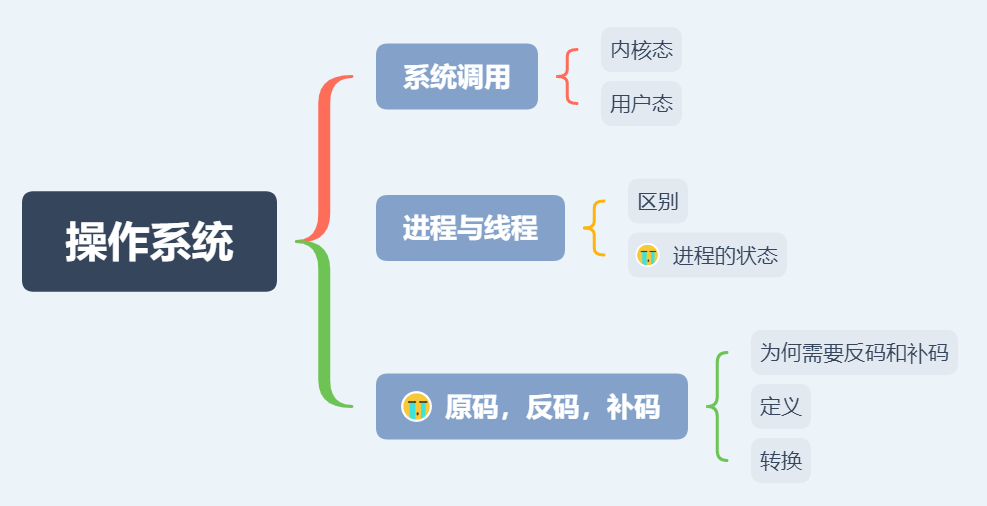 操作系统
系统调用
内核态
用户态
进程与线程
区别
进程的状态
原码，反码，补码
为何需要反码和补码
定义
转换